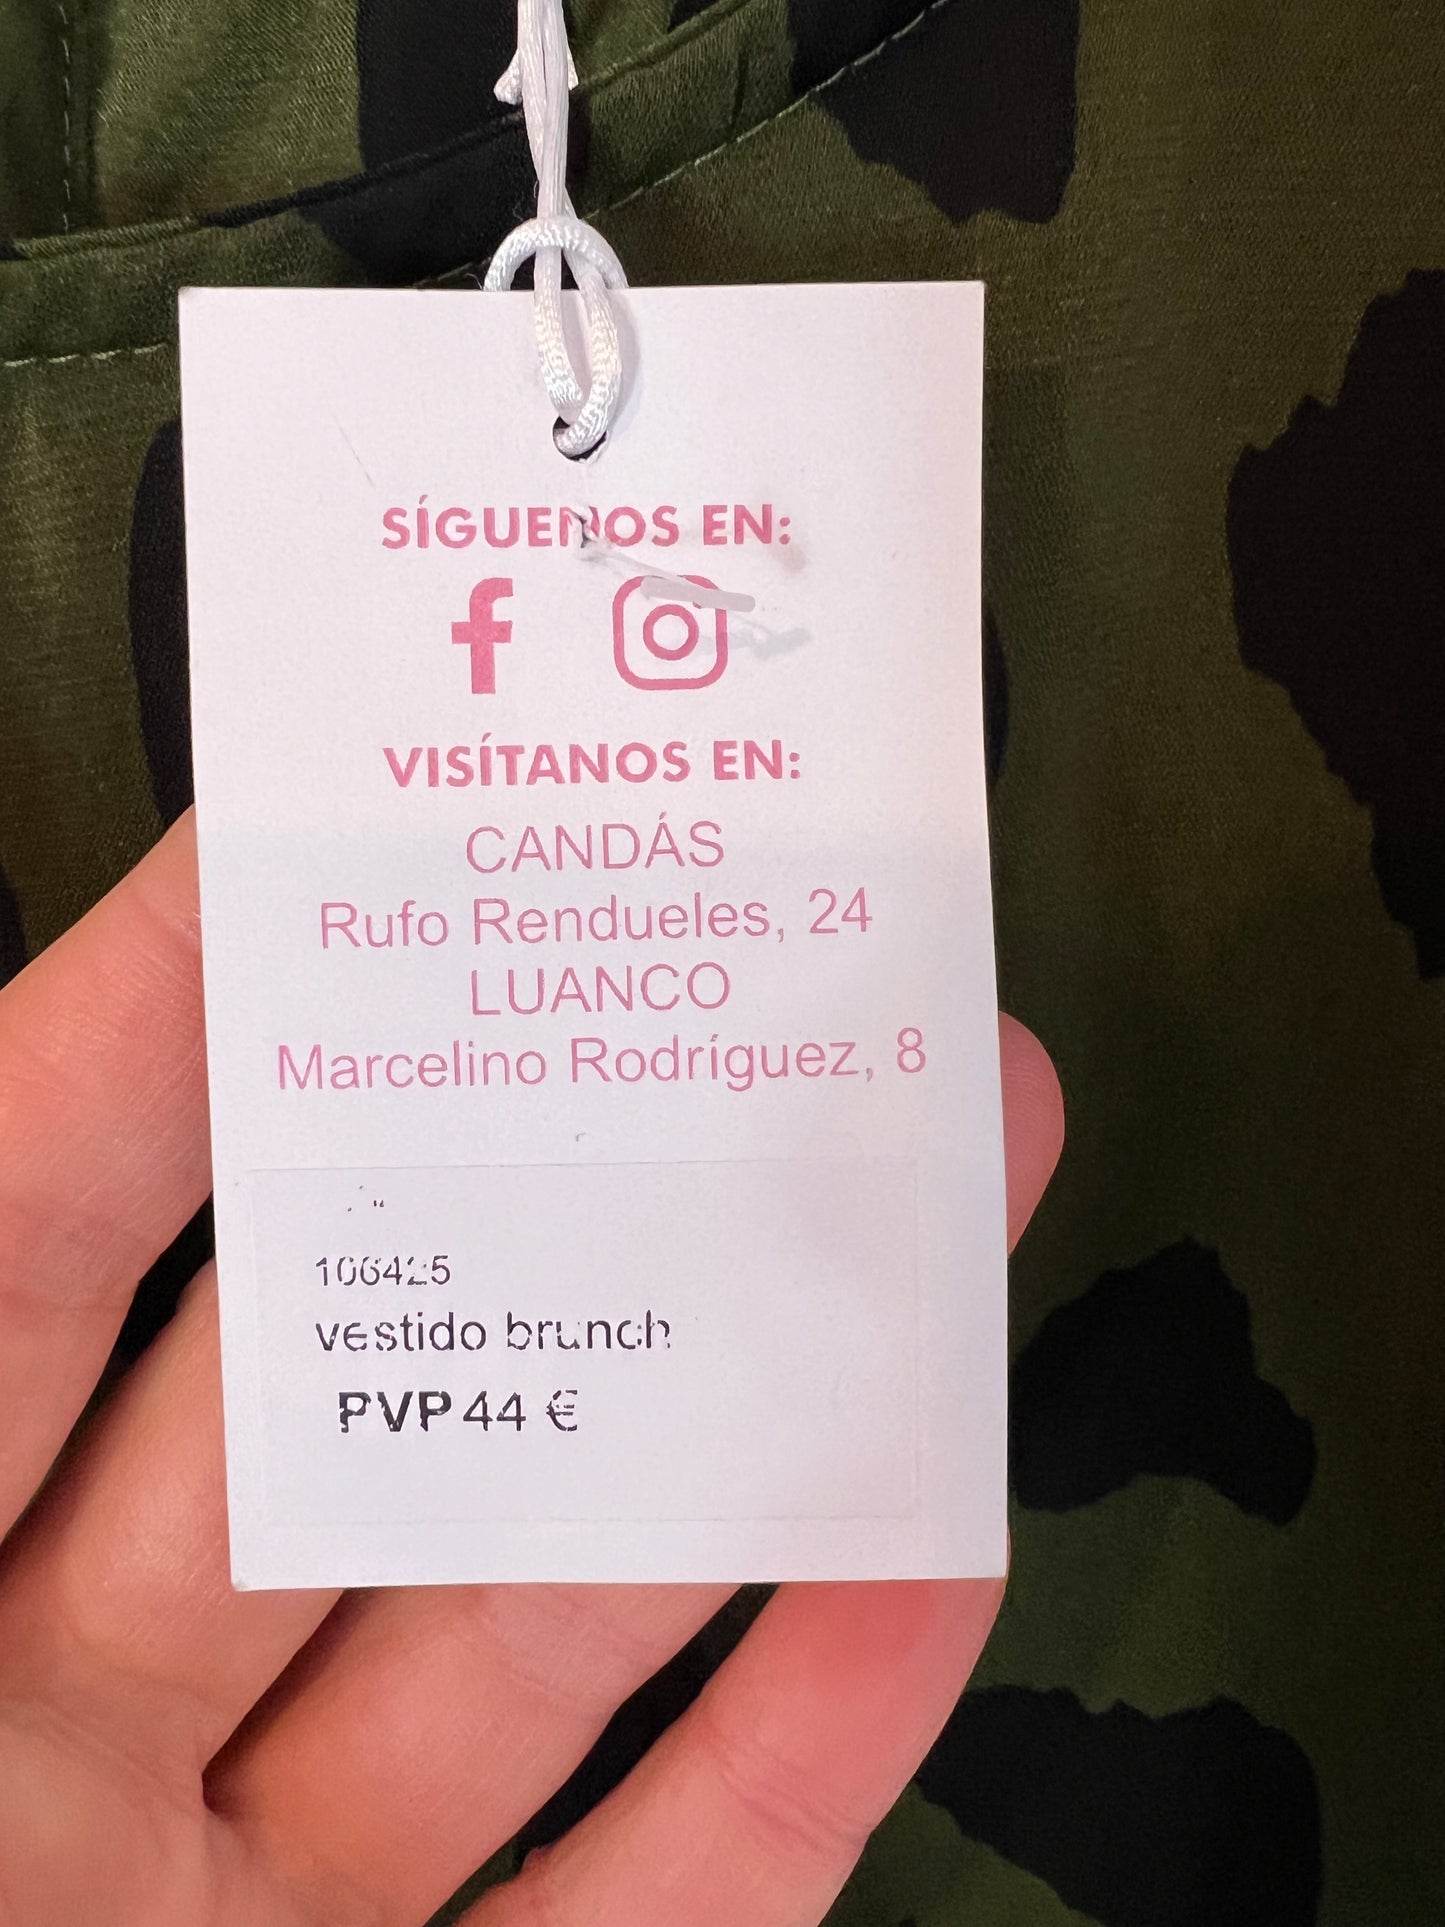 SÍGUENOS EN:
VISÍTANOS EN:
CANDÁS
Rufo Rendueles, 24
LUANCO
Marcelino Rodríguez, 8
106425
vestido brunch
PVP 44 €